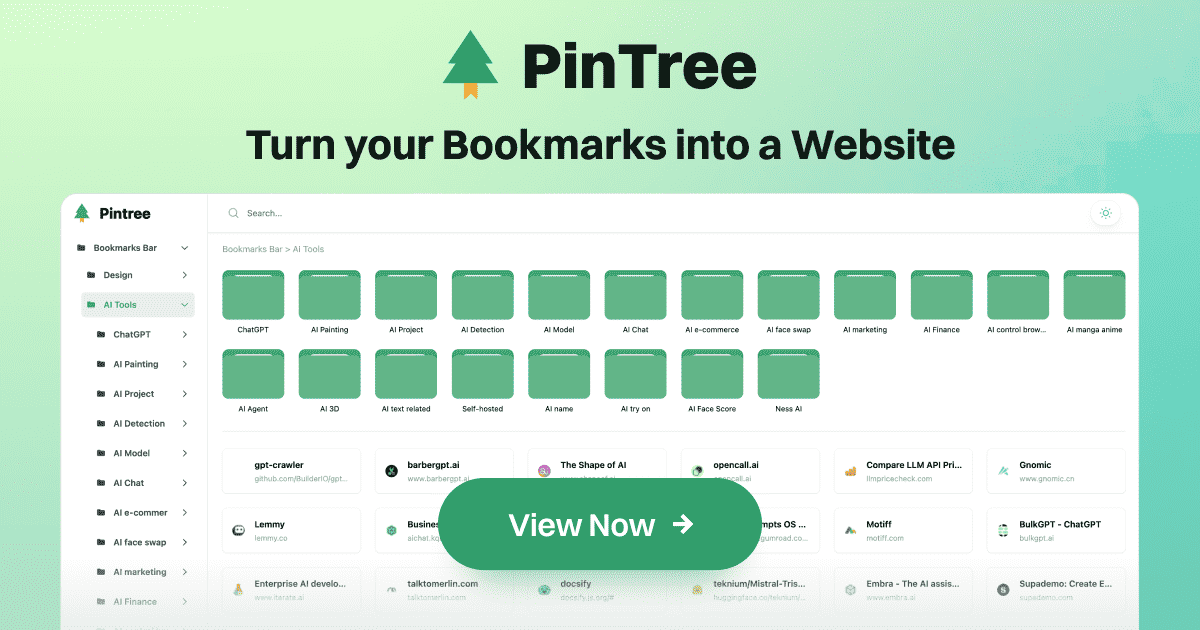 PinTree
Turn your Bookmarks into a Website
Pintree
Search...
Bookmarks Bar
Design
AI Tools
ChatGPT
AI Painting
AI Project
AI Detection
AI Model
AI Chat
AI e-commer
AI face swap
AI marketing
AI Finance
Bookmarks Bar > AI Tools
ChatGPT AI Painting AI Project AI Detection AI Model AI Chat AI e-commerce AI face swap AI marketing AI Finance AI control brow... AI manga anime
AI Agent AI 3D AI text related Self-hosted AI name AI try on AI Face Score Ness AI
gpt-crawler barbergpt.ai The Shape of AI opencall.ai Compare LLM API Pri... Gnomic
github.com/BuilderIO/gpt... www.barbergpt.ai opencall.ai llmpricecheck.com www.gnomic.cn
Lemmy Busine mpts OS ... Motiff BulkGPT - ChatGPT
lemmy.co aichat.kq gumroad.co... motiff.com bulkgpt.ai
View Now
Enterprise AI develo... talktomerlin.com docsify teknium/Mistral-Tris... Embra - The AI assis... Supademo: Create E...
www.iterate.ai talktomerlin.com docsify.js.org/# huggingface.co/teknium/... www.embra.ai supademo.com